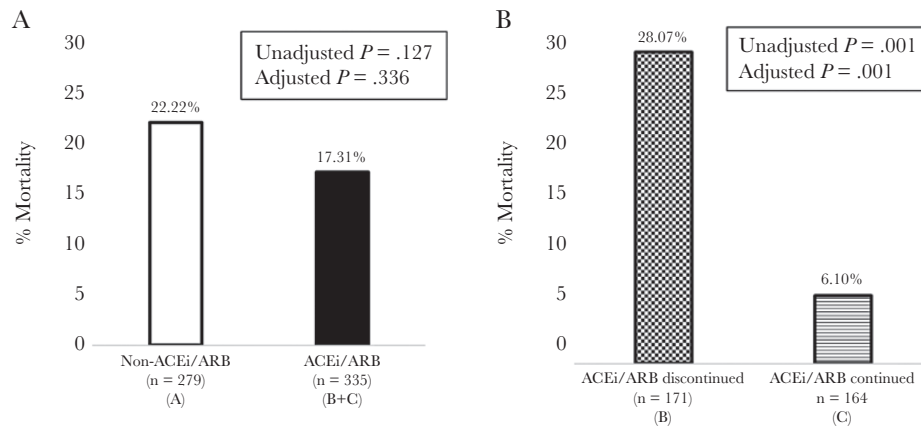 A
% Mortality
30
25
20
15
10
5
0
Unadjusted P = .127
Adjusted P = .336
22.22%
17.31%
Non-ACEi/ARB
(n = 279)
(A)
ACEi/ARB
(n = 335)
(B+C)
B
% Mortality
30
25
20
15
10
5
0
28.07%
Unadjusted P = .001
Adjusted P = .001
6.10%
ACEi/ARB discontinued
(n = 171)
(B)
ACEi/ARB continued
n = 164
(C)